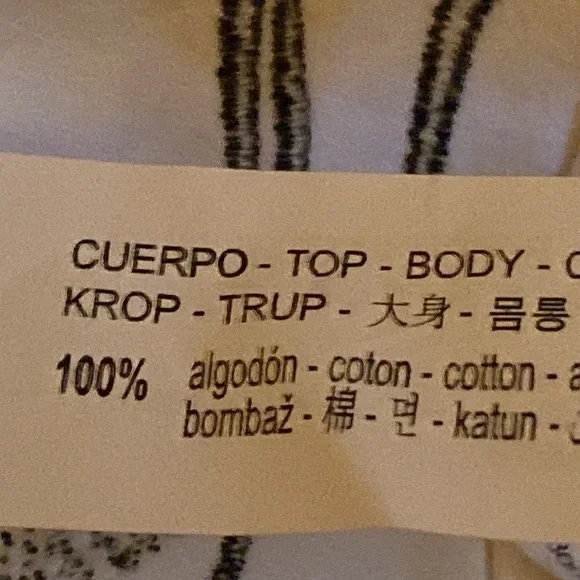 CUERPO - TOP - BODY - C
KROP - TRUP - 大身 - 몸통
100% algodón - coton - cotton - a
bombaž - 棉 - 면 - katun -